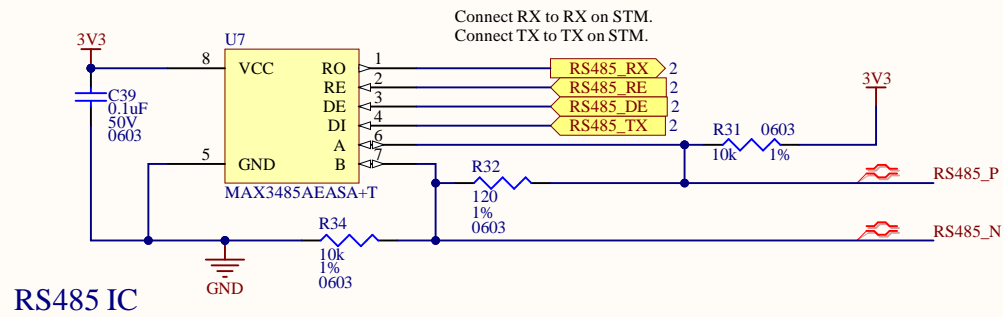 Connect RX to RX on STM.
Connect TX to TX on STM.
3V3
U7
8
VCC
RO
1
RS485_RX
2
RE
2
RS485_RE
2
DE
3
RS485_DE
2
DI
4
RS485_TX
2
A
6
B
7
5
GND
MAX3485AEASA+T
C39
0.1uF
50V
0603
3V3
R31
0603
10k
1%
R32
120
1%
0603
RS485_P
R34
10k
1%
0603
RS485_N
GND
RS485 IC